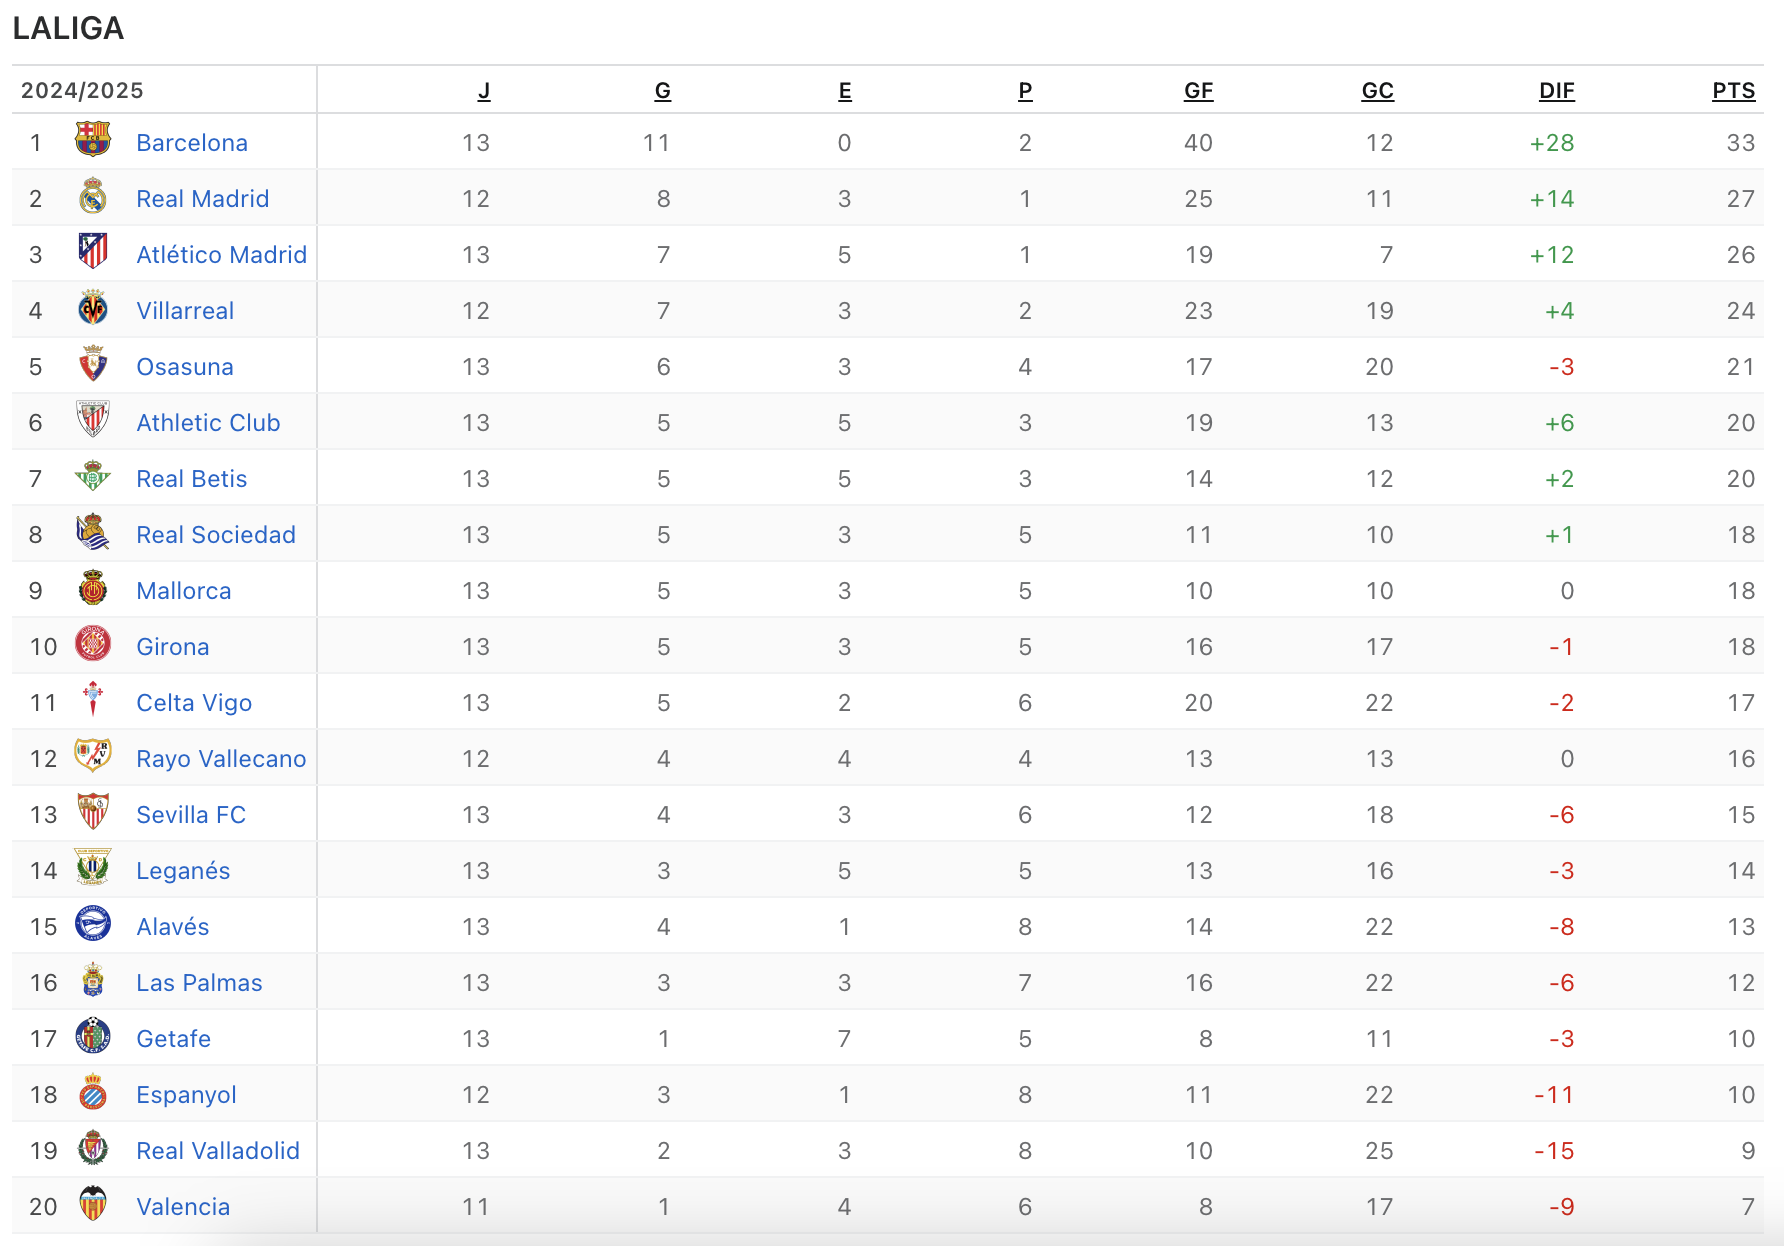 LALIGA
2024/2025 J G E P GF GC DIF PTS
1 Barcelona 13 11 0 2 40 12 +28 33
2 Real Madrid 12 8 3 1 25 11 +14 27
3 Atlético Madrid 13 7 5 1 19 7 +12 26
4 Villarreal 12 7 3 2 23 19 +4 24
5 Osasuna 13 6 3 4 17 20 -3 21
6 Athletic Club 13 5 5 3 19 13 +6 20
7 Real Betis 13 5 5 3 14 12 +2 20
8 Real Sociedad 13 5 3 5 11 10 +1 18
9 Mallorca 13 5 3 5 10 10 0 18
10 Girona 13 5 3 5 16 17 -1 18
11 Celta Vigo 13 5 2 6 20 22 -2 17
12 Rayo Vallecano 12 4 4 4 13 13 0 16
13 Sevilla FC 13 4 3 6 12 18 -6 15
14 Leganés 13 3 5 5 13 16 -3 14
15 Alavés 13 4 1 8 14 22 -8 13
16 Las Palmas 13 3 3 7 16 22 -6 12
17 Getafe 13 1 7 5 8 11 -3 10
18 Espanyol 12 3 1 8 11 22 -11 10
19 Real Valladolid 13 2 3 8 10 25 -15 9
20 Valencia 11 1 4 6 8 17 -9 7